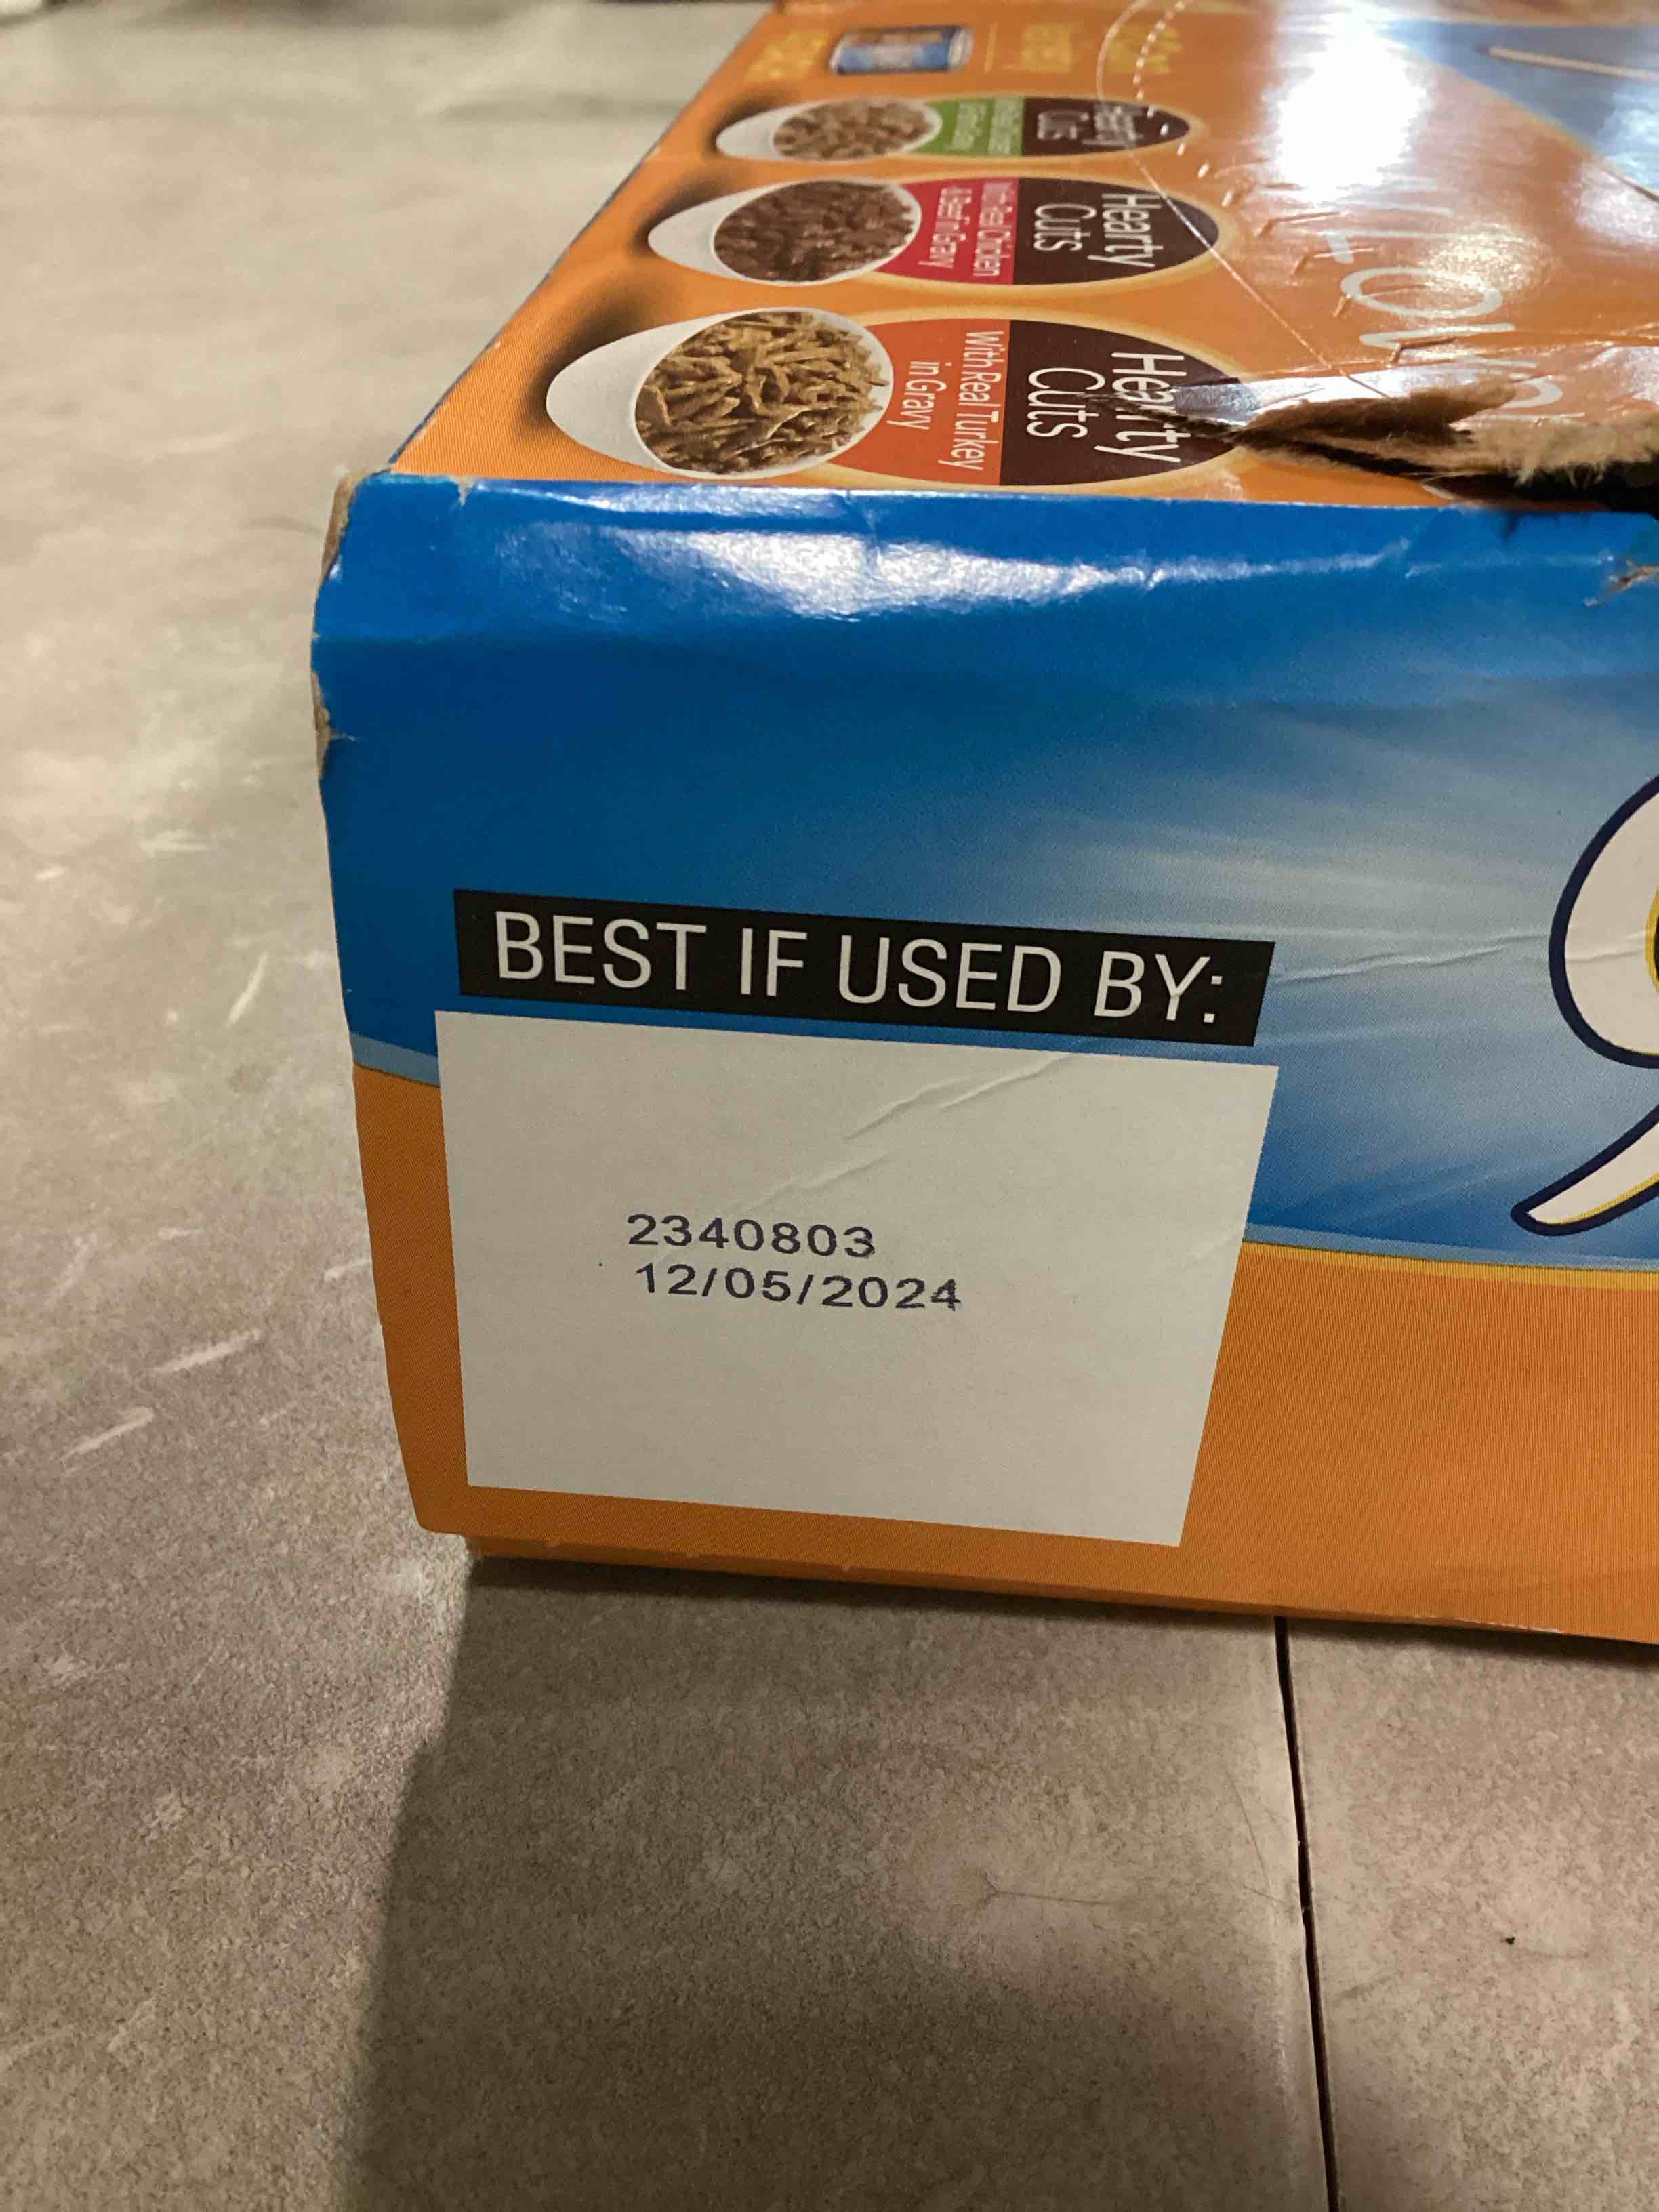 Hearty
Cuts
Hearty
Cuts
With Real Chicken
& Beef in Gravy
Hearty
Cuts
With Real Turkey
in Gravy
BEST IF USED BY:
2340803
12/05/2024